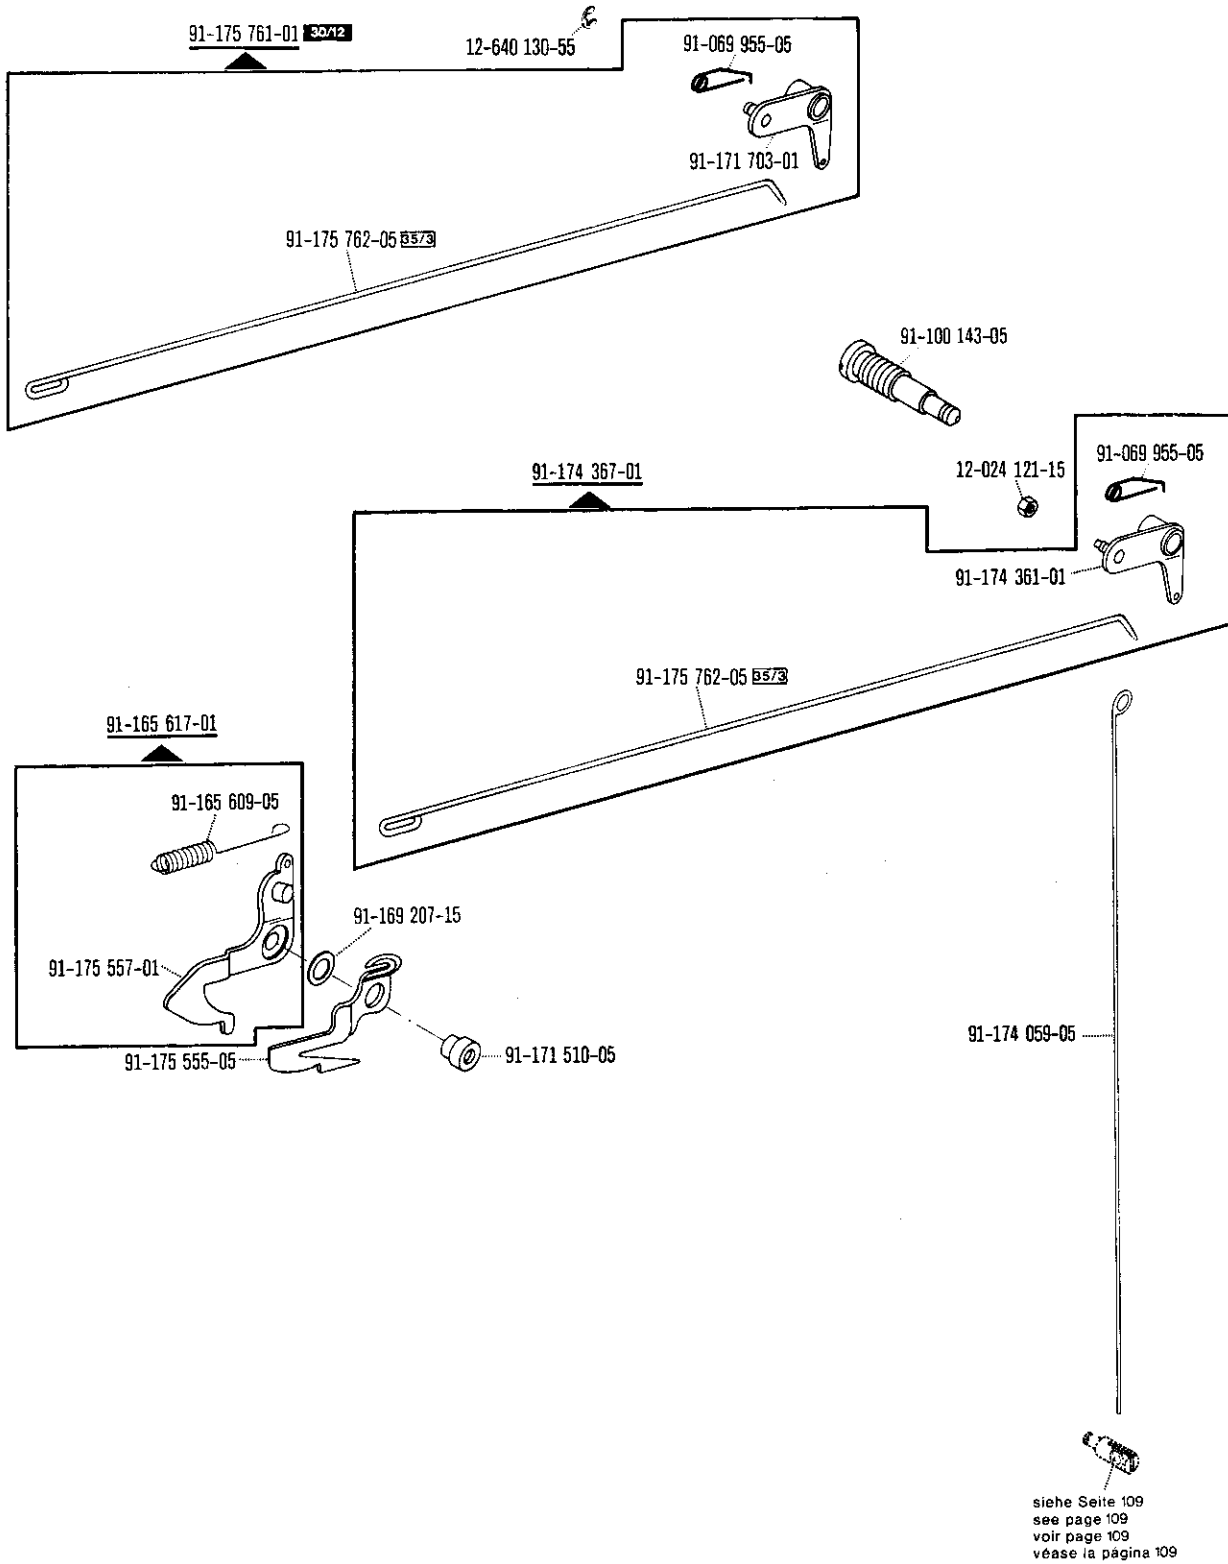 91-175 761-01 30/12
12-640 130-55
91-069 955-05
91-171 703-01
91-175 762-05 35/3
91-100 143-05
91-174 367-01
12-024 121-15
91-069 955-05
91-174 361-01
91-175 762-05 35/3
91-165 617-01
91-165 609-05
91-169 207-15
91-175 557-01
91-175 555-05
91-171 510-05
91-174 059-05
siehe Seite 109
see page 109
voir page 109
véase la página 109